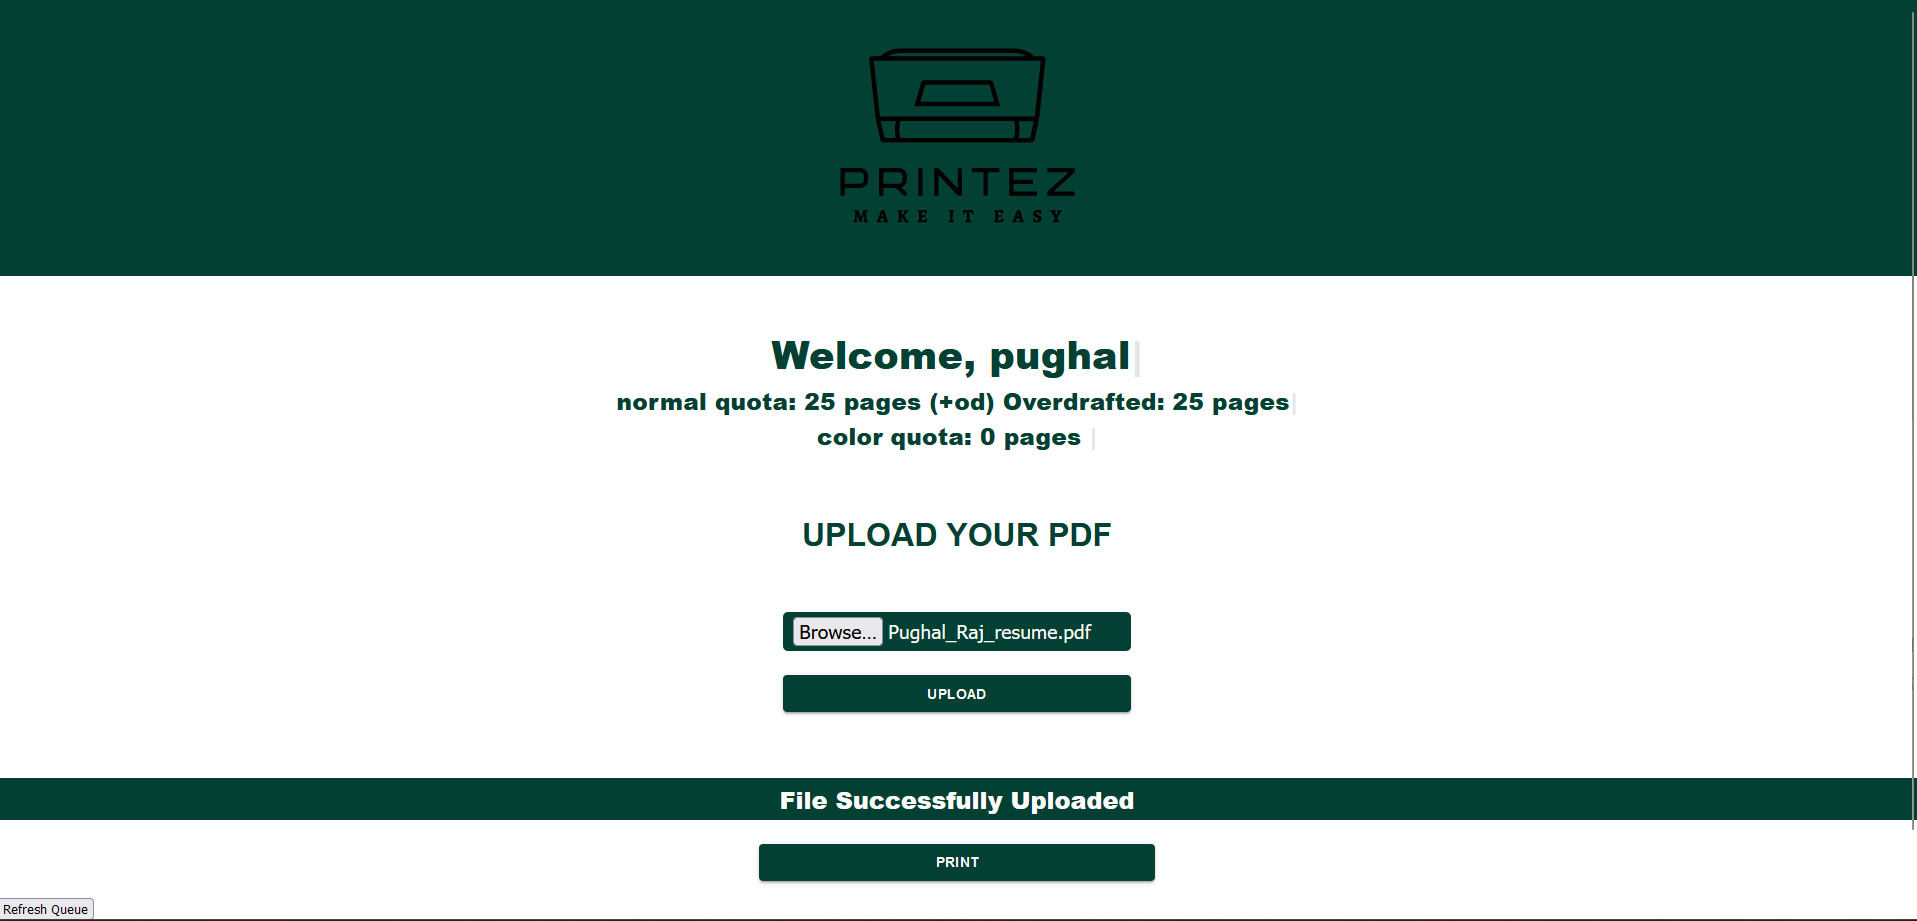 PRINTEZ
MAKE IT EASY
Welcome, pughal
normal quota: 25 pages (+od) Overdrafted: 25 pages
color quota: 0 pages
UPLOAD YOUR PDF
Browse... Pughal_Raj_resume.pdf
UPLOAD
File Successfully Uploaded
PRINT
Refresh Queue